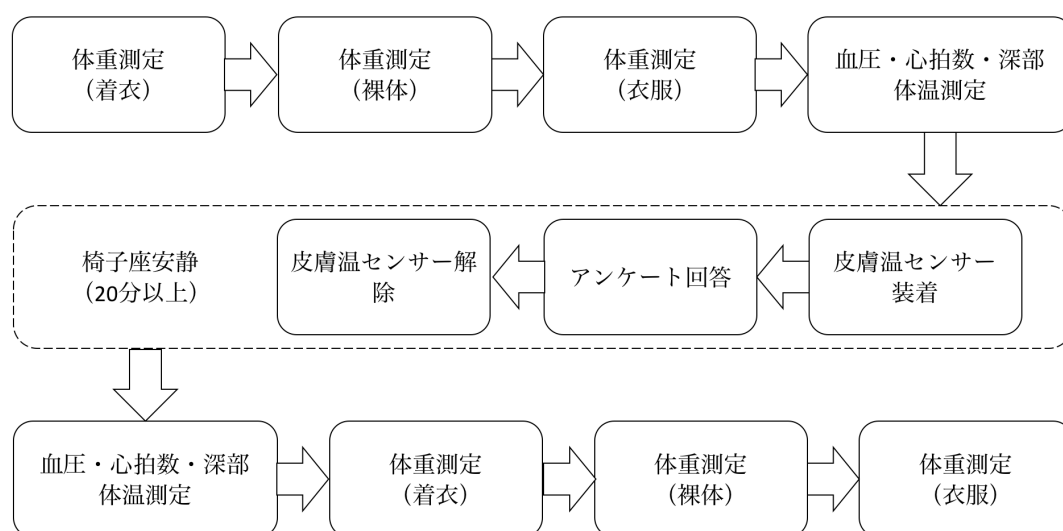 体重測定
（着衣）
体重測定
（裸体）
体重測定
（衣服）
血圧・心拍数・深部
体温測定
皮膚温センサー
装着
アンケート回答
皮膚温センサー解
除
椅子座安静
（20分以上）
血圧・心拍数・深部
体温測定
体重測定
（着衣）
体重測定
（裸体）
体重測定
（衣服）